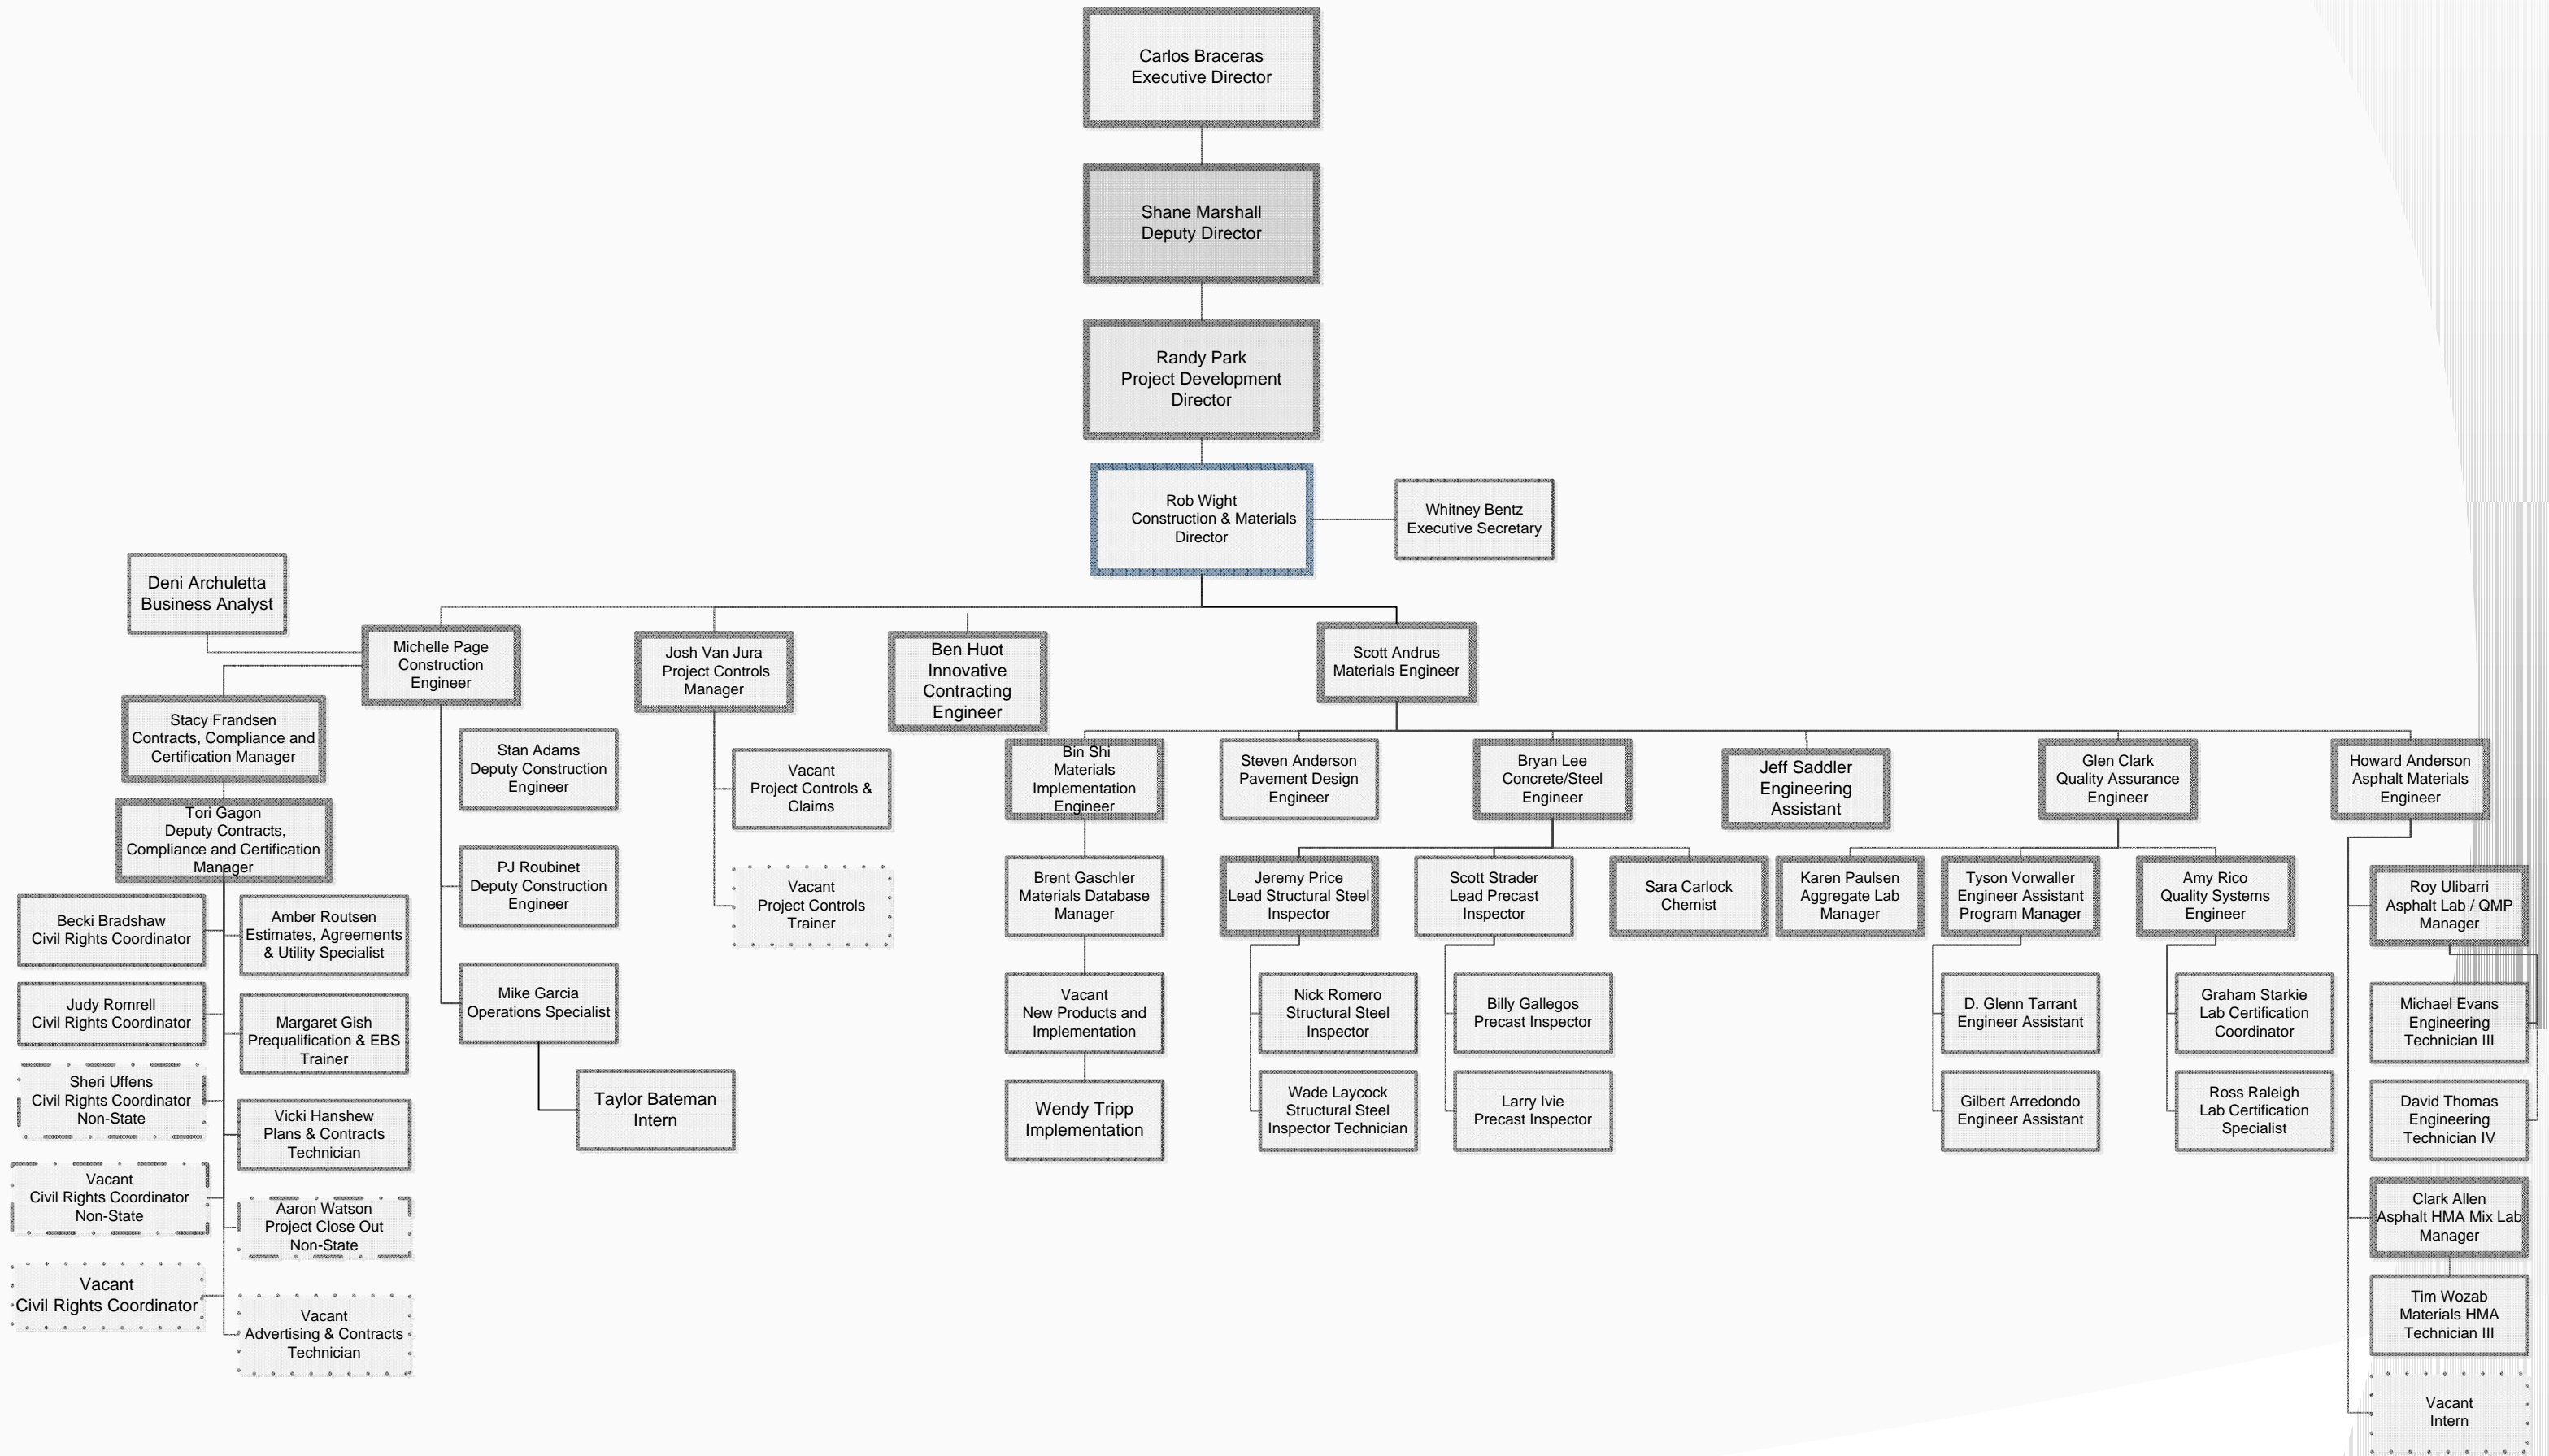 Carlos Braceras
Executive Director
Shane Marshall
Deputy Director
Randy Park
Project Development
Director
Rob Wight
Construction & Materials
Director
Whitney Bentz
Executive Secretary
Deni Archuletta
Business Analyst
Michelle Page
Construction
Engineer
Josh Van Jura
Project Controls
Manager
Ben Huot
Innovative
Contracting
Engineer
Scott Andrus
Materials Engineer
Stacy Frandsen
Contracts, Compliance and
Certification Manager
Tori Gagon
Deputy Contracts,
Compliance and Certification
Manager
Becki Bradshaw
Civil Rights Coordinator
Judy Romrell
Civil Rights Coordinator
Sheri Uffens
Civil Rights Coordinator
Non-State
Vacant
Civil Rights Coordinator
Non-State
Vacant
Civil Rights Coordinator
Amber Routsen
Estimates, Agreements
& Utility Specialist
Margaret Gish
Prequalification & EBS
Trainer
Vicki Hanshew
Plans & Contracts
Technician
Aaron Watson
Project Close Out
Non-State
Vacant
Advertising & Contracts
Technician
Stan Adams
Deputy Construction
Engineer
PJ Roubinet
Deputy Construction
Engineer
Mike Garcia
Operations Specialist
Taylor Bateman
Intern
Vacant
Project Controls &
Claims
Vacant
Project Controls
Trainer
Bin Shi
Materials
Implementation
Engineer
Brent Gaschler
Materials Database
Manager
Vacant
New Products and
Implementation
Wendy Tripp
Implementation
Steven Anderson
Pavement Design
Engineer
Bryan Lee
Concrete/Steel
Engineer
Jeremy Price
Lead Structural Steel
Inspector
Nick Romero
Structural Steel
Inspector
Wade Laycock
Structural Steel
Inspector Technician
Scott Strader
Lead Precast
Inspector
Billy Gallegos
Precast Inspector
Larry Ivie
Precast Inspector
Sara Carlock
Chemist
Jeff Saddler
Engineering
Assistant
Glen Clark
Quality Assurance
Engineer
Karen Paulsen
Aggregate Lab
Manager
Tyson Vorwaller
Engineer Assistant
Program Manager
D. Glenn Tarrant
Engineer Assistant
Gilbert Arredondo
Engineer Assistant
Amy Rico
Quality Systems
Engineer
Graham Starkie
Lab Certification
Coordinator
Ross Raleigh
Lab Certification
Specialist
Howard Anderson
Asphalt Materials
Engineer
Roy Ulibarri
Asphalt Lab / QMP
Manager
Michael Evans
Engineering
Technician III
David Thomas
Engineering
Technician IV
Clark Allen
Asphalt HMA Mix Lab
Manager
Tim Wozab
Materials HMA
Technician III
Vacant
Intern